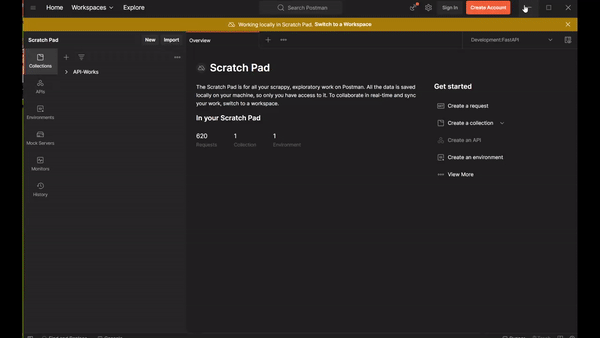 Home Workspaces Explore Search Postman Sign In Create Account
Working locally in Scratch Pad. Switch to a Workspace
Scratch Pad New Import Overview Development:FastAPI
Collections
API-Works
APIs
Environments
Mock Servers
Monitors
History
Scratch Pad
The Scratch Pad is for all your scrappy, exploratory work on Postman. All the data is saved
locally on your machine, so only you have access to it. To collaborate in real-time and sync
your work, switch to a workspace.
In your Scratch Pad
620 1 1
Requests Collection Environment
Get started
Create a request
Create a collection
Create an API
Create an environment
View More